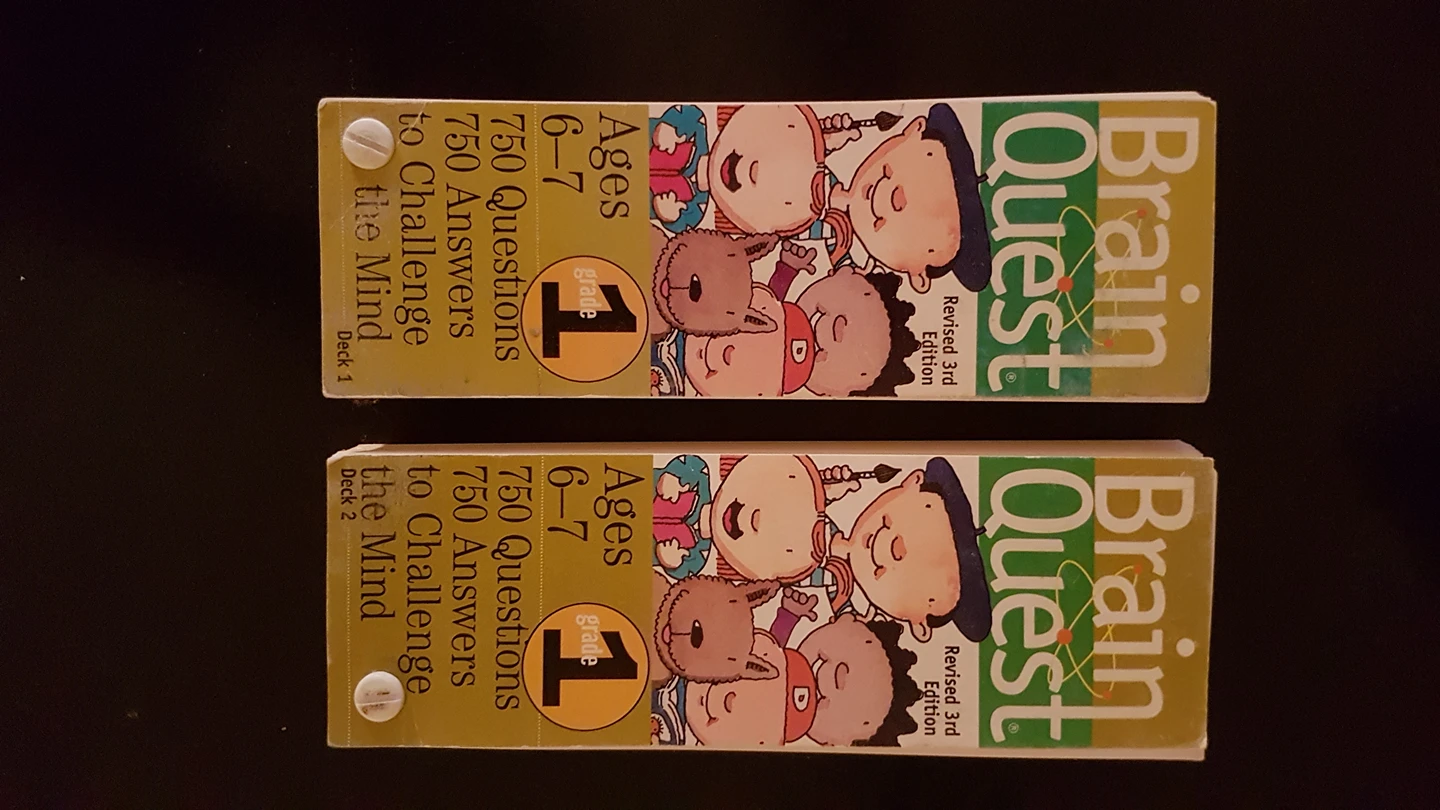 Brain
Quest®
Revised 3rd
Edition
D
Ages
6–7
grade
1
750 Questions
750 Answers
to Challenge
the Mind
Deck 1
Brain
Quest®
Revised 3rd
Edition
D
Ages
6–7
grade
1
750 Questions
750 Answers
to Challenge
the Mind
Deck 2